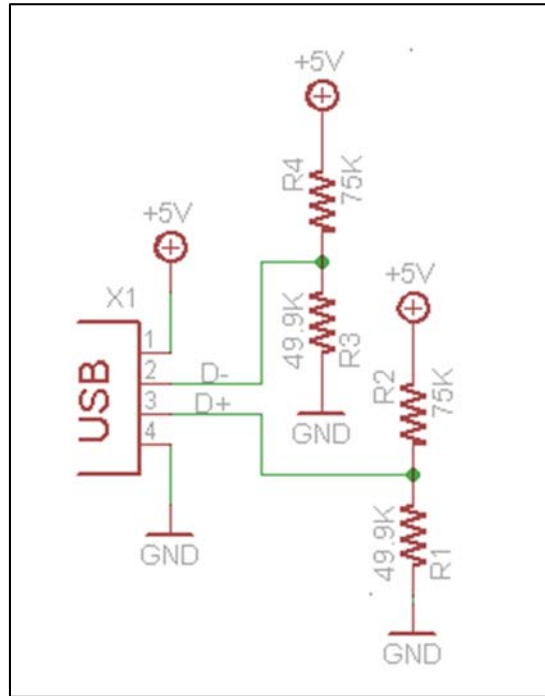 +5V
R4
75K
+5V
X1
+5V
49.9K
R3
1
2
D-
USB
3
D+
R2
75K
4
GND
GND
49.9K
R1
GND